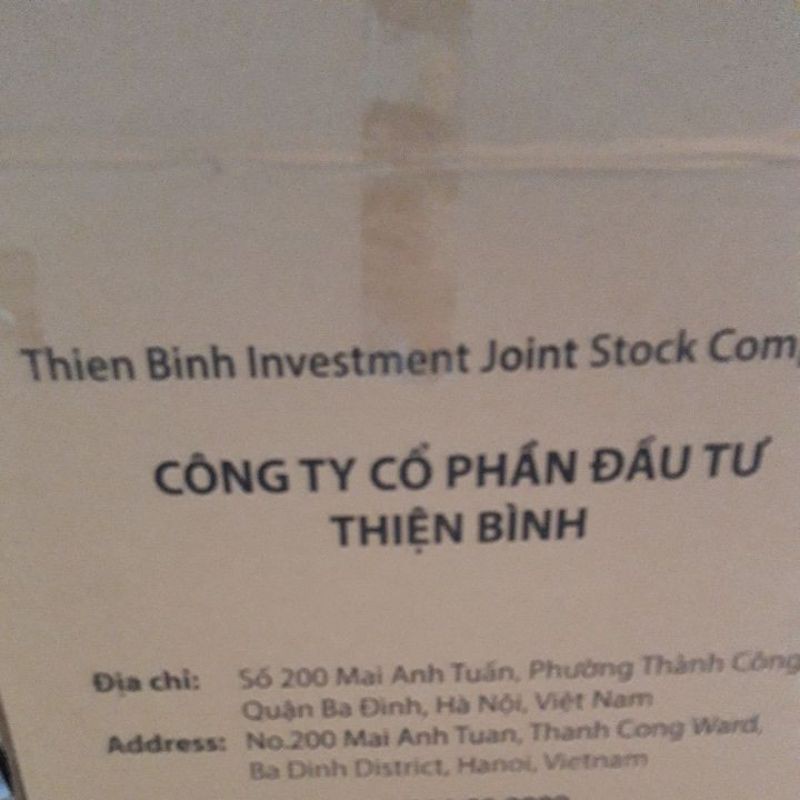 Thien Binh Investment Joint Stock Com
CÔNG TY CỔ PHẦN ĐẦU TƯ
THIỆN BÌNH
Địa chỉ: Số 200 Mai Anh Tuấn, Phường Thành Công
Quận Ba Đình, Hà Nội, Việt Nam
Address: No.200 Mai Anh Tuan, Thanh Cong Ward,
Ba Dinh District, Hanoi, Vietnam